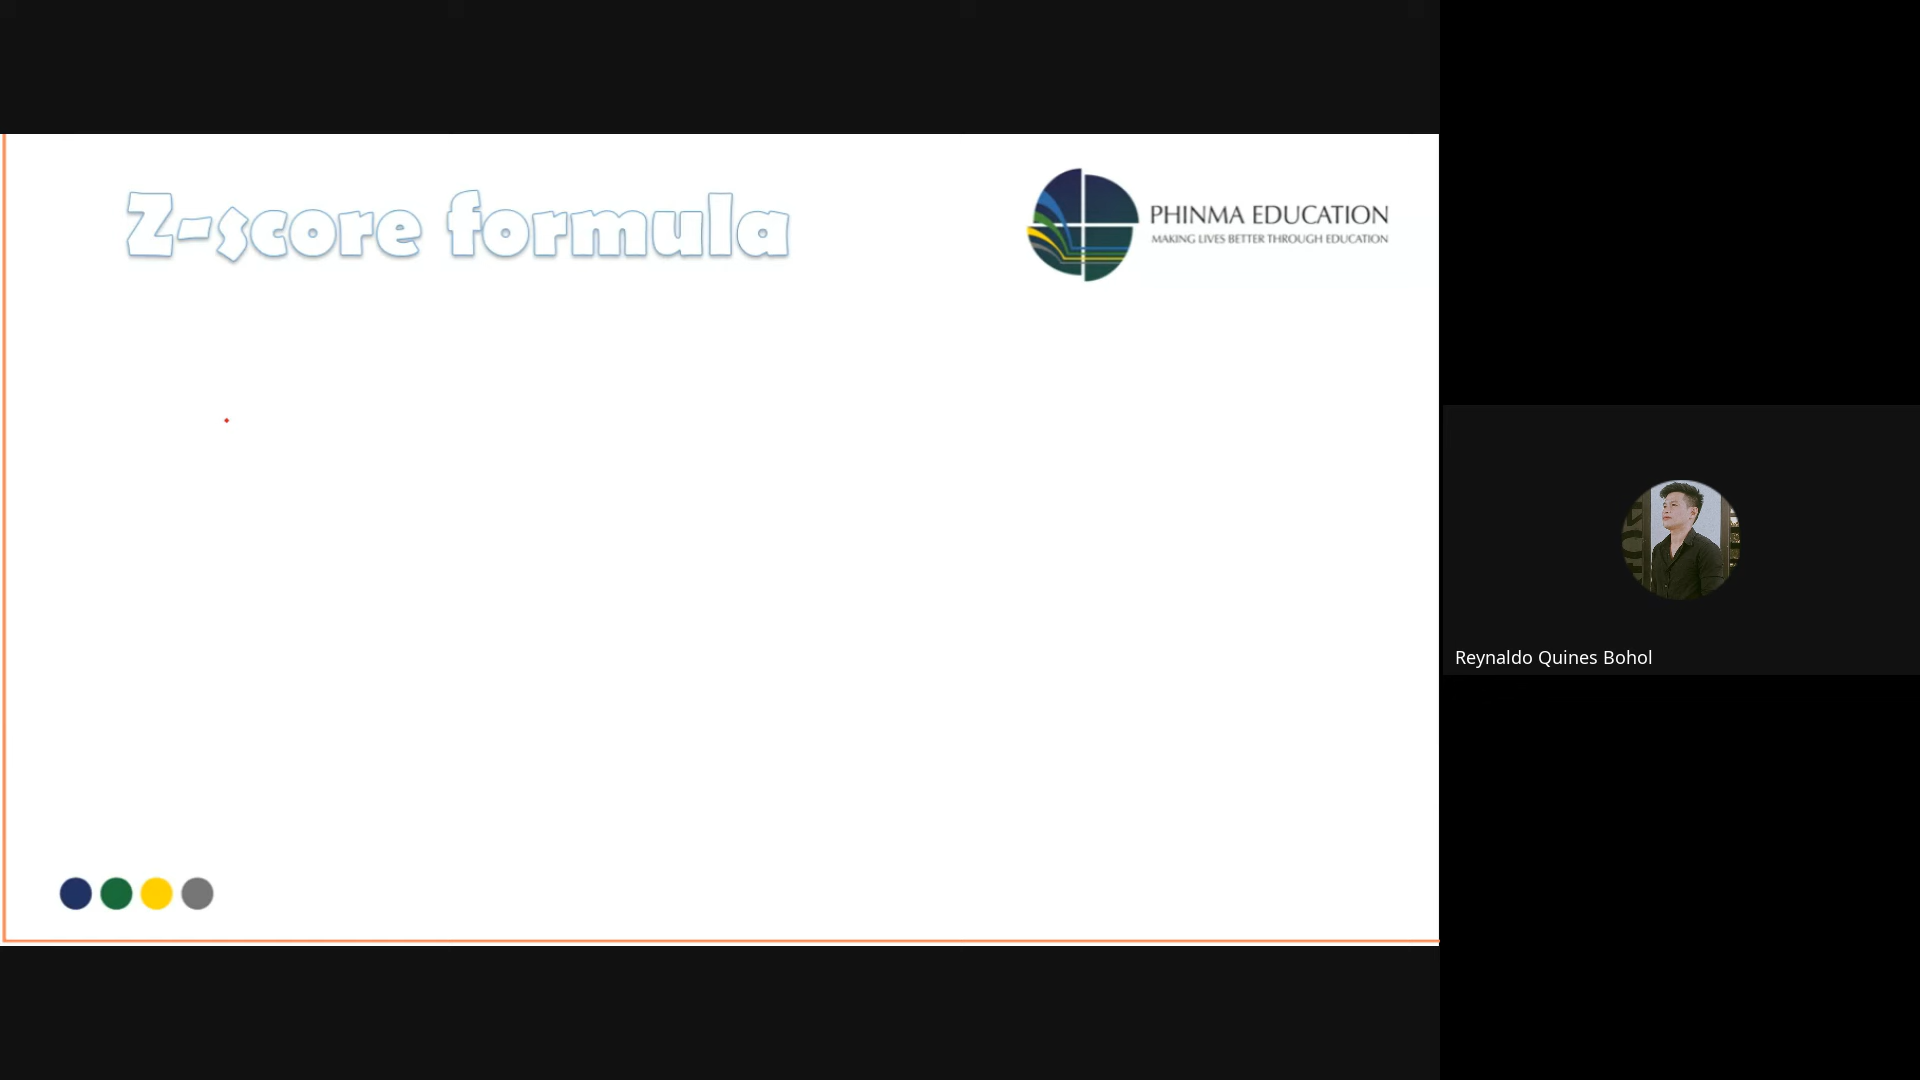 Z-score formula
PHINMA EDUCATION
MAKING LIVES BETTER THROUGH EDUCATION
Reynaldo Quines Bohol